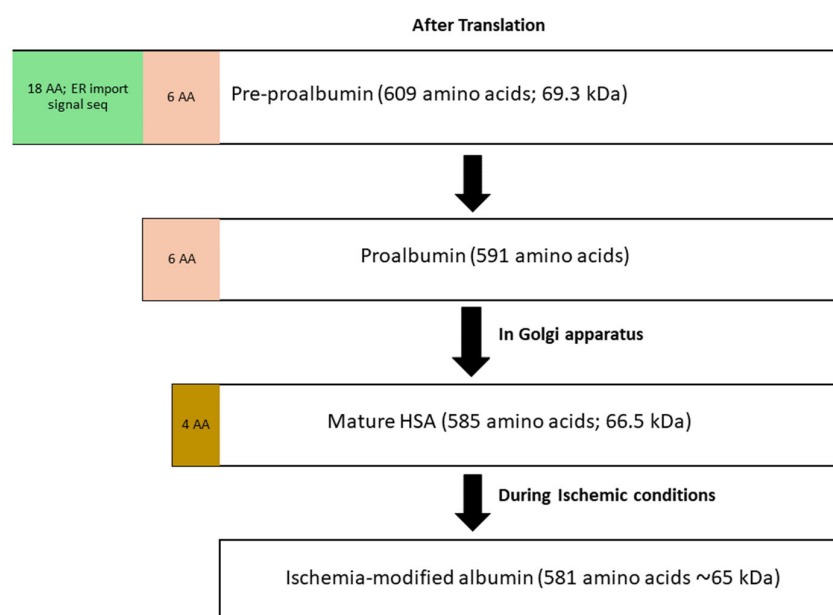 After Translation
18 AA; ER import
signal seq
6 AA
Pre-proalbumin (609 amino acids; 69.3 kDa)
6 AA
Proalbumin (591 amino acids)
In Golgi apparatus
4 AA
Mature HSA (585 amino acids; 66.5 kDa)
During Ischemic conditions
Ischemia-modified albumin (581 amino acids ~65 kDa)